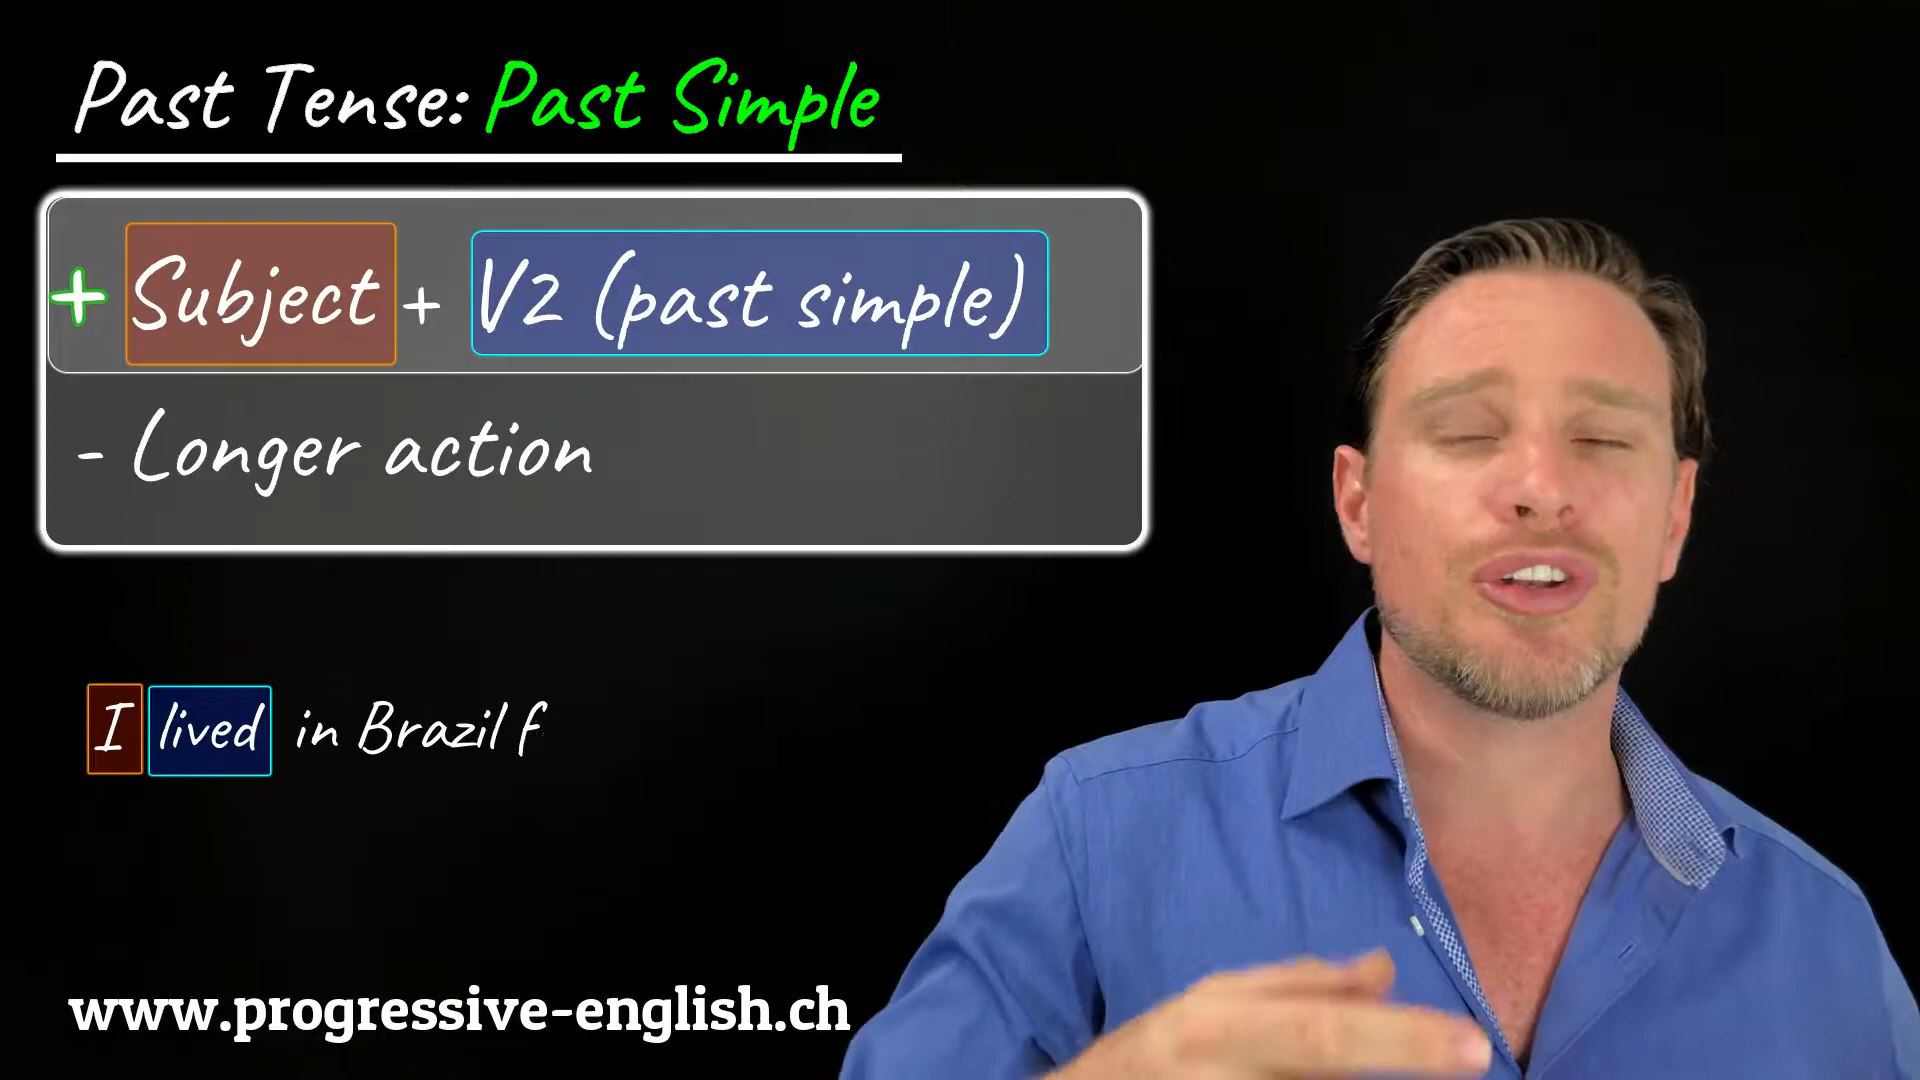 Past Tense: Past Simple
+ Subject + V2 (past simple)
- Longer action
I lived in Brazil f
www.progressive-english.ch